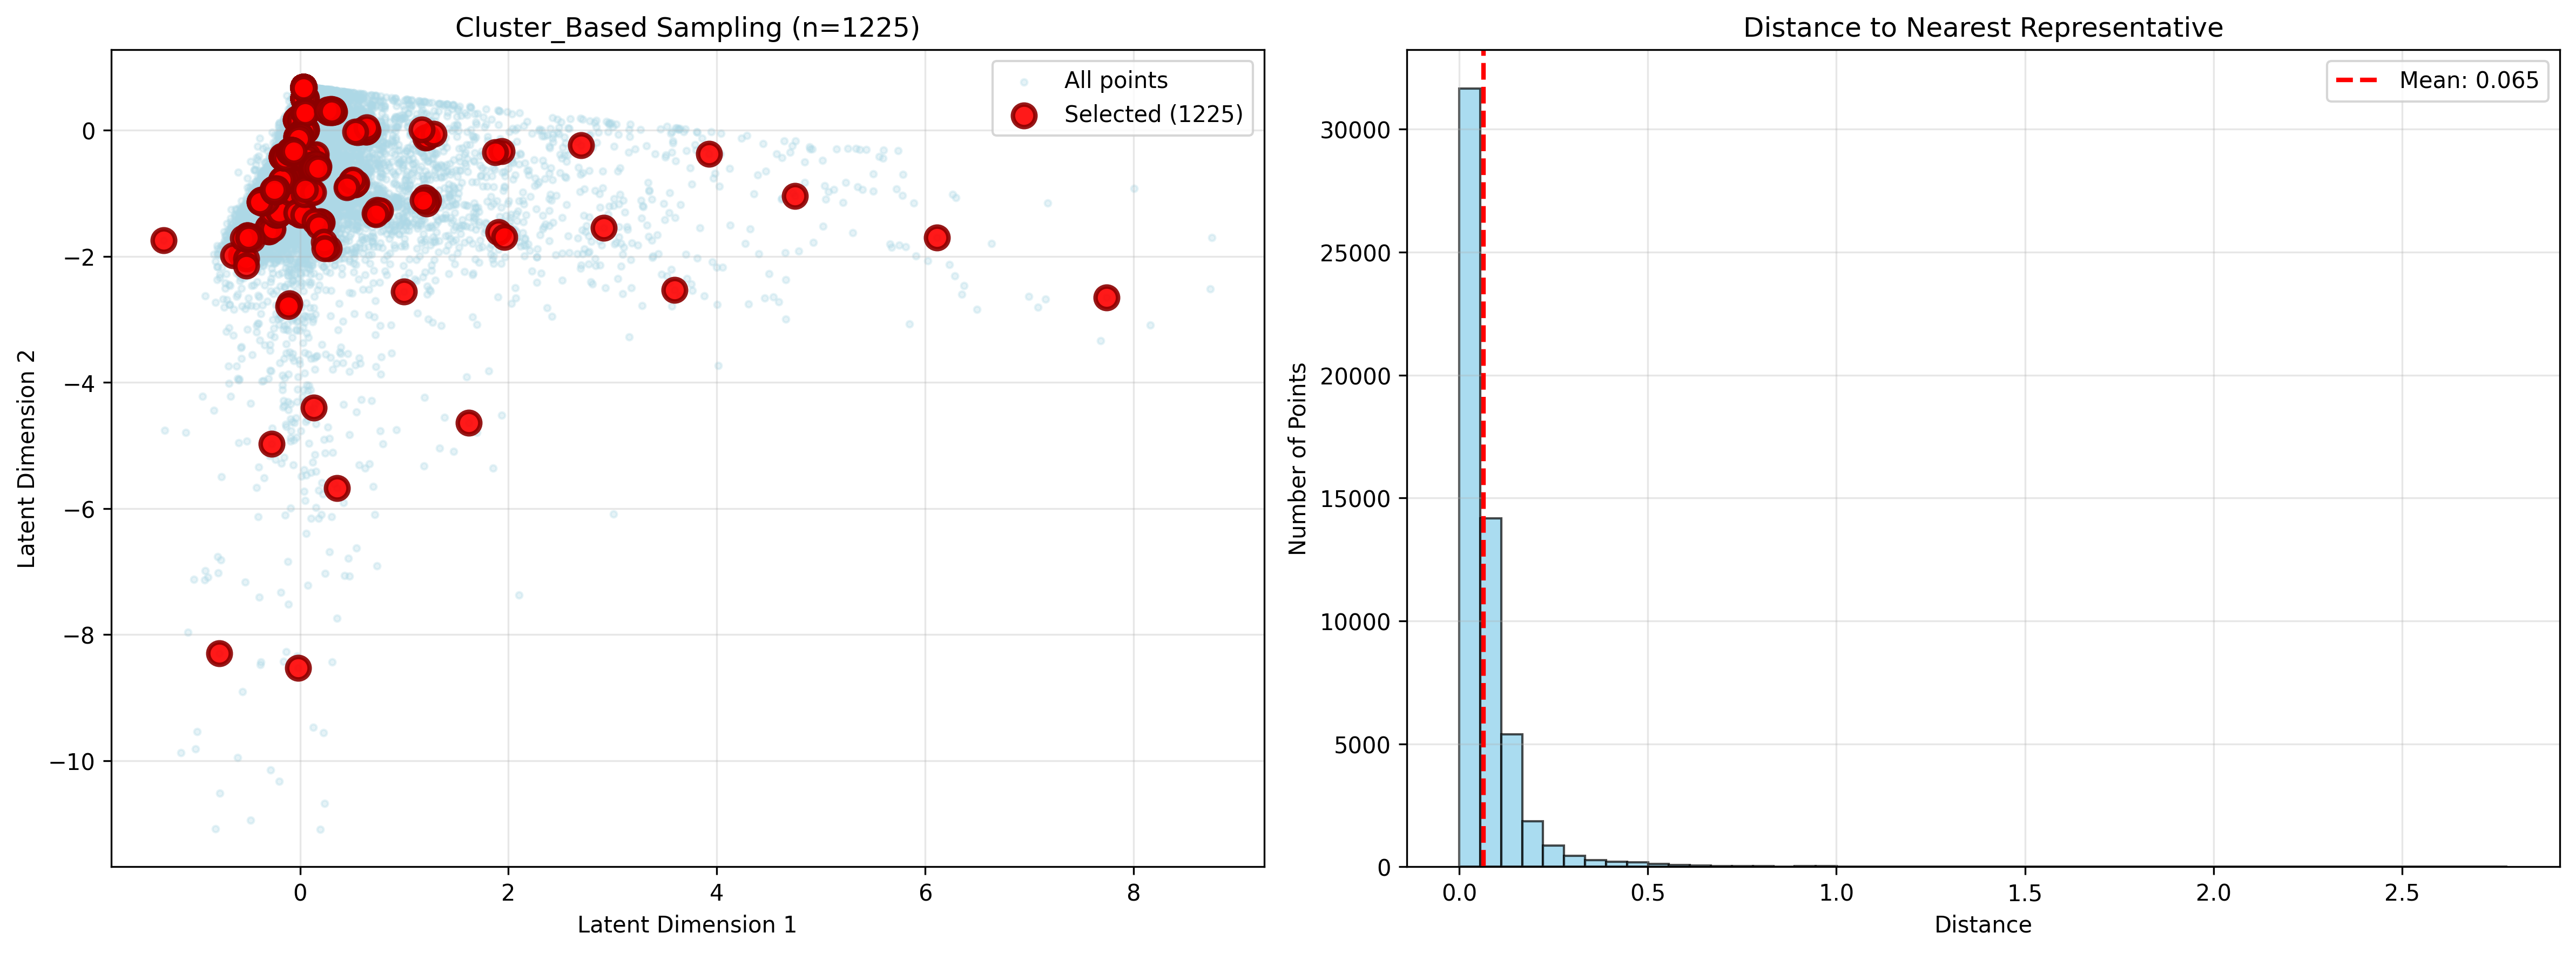 Cluster_Based Sampling (n=1225)
All points
Selected (1225)
0
−2
−4
−6
−8
−10
Latent Dimension 2
0 2 4 6 8
Latent Dimension 1
Distance to Nearest Representative
Mean: 0.065
30000
25000
20000
15000
10000
5000
0
Number of Points
0.0 0.5 1.0 1.5 2.0 2.5
Distance